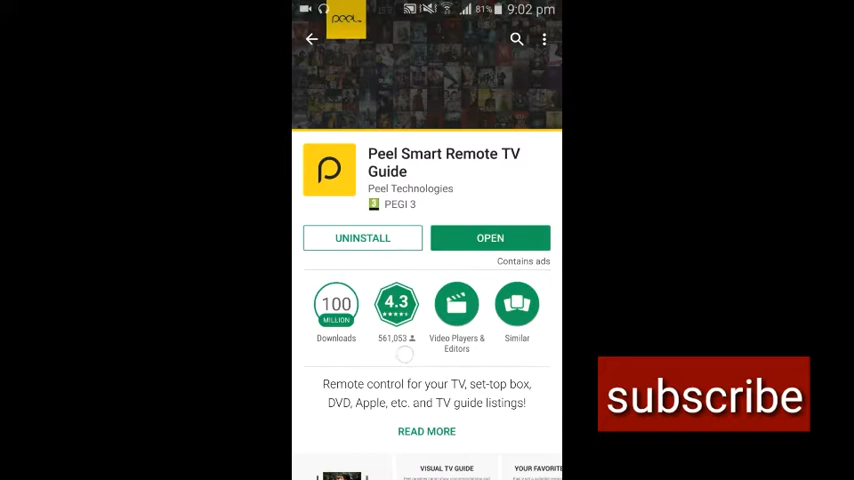 peel
81% 9:02 pm
Peel Smart Remote TV
Guide
Peel Technologies
3 PEGI 3
UNINSTALL
OPEN
Contains ads
100
MILLION
4.3
Downloads
561,053
Video Players &
Editors
Similar
Remote control for your TV, set-top box,
DVD, Apple, etc. and TV guide listings!
READ MORE
VISUAL TV GUIDE
YOUR FAVORITE
subscribe